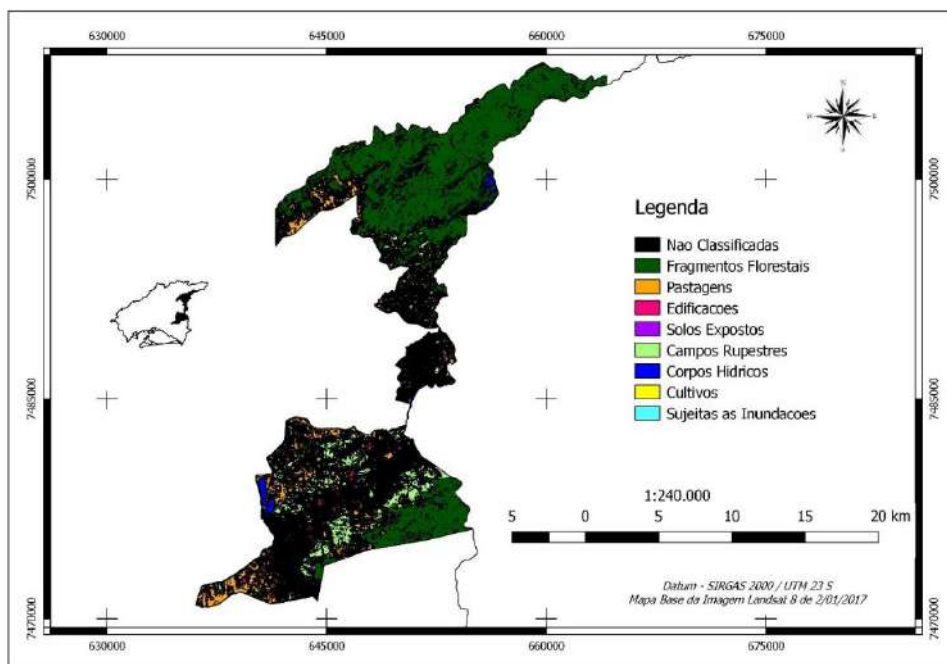 630000 645000 660000 675000
7500000 7500000
Legenda
Nao Classificadas
Fragmentos Florestais
Pastagens
Edificacoes
Solos Expostos
Campos Rupestres
Corpos Hidricos
Cultivos
Sujeitas as Inundacoes
7485000 7485000
1:240.000
5 0 5 10 15 20 km
Datum - SIRGAS 2000 / UTM 23 S
Mapa Base da Imagem Landsat 8 de 2/01/2017
7470000 7470000
630000 645000 660000 675000